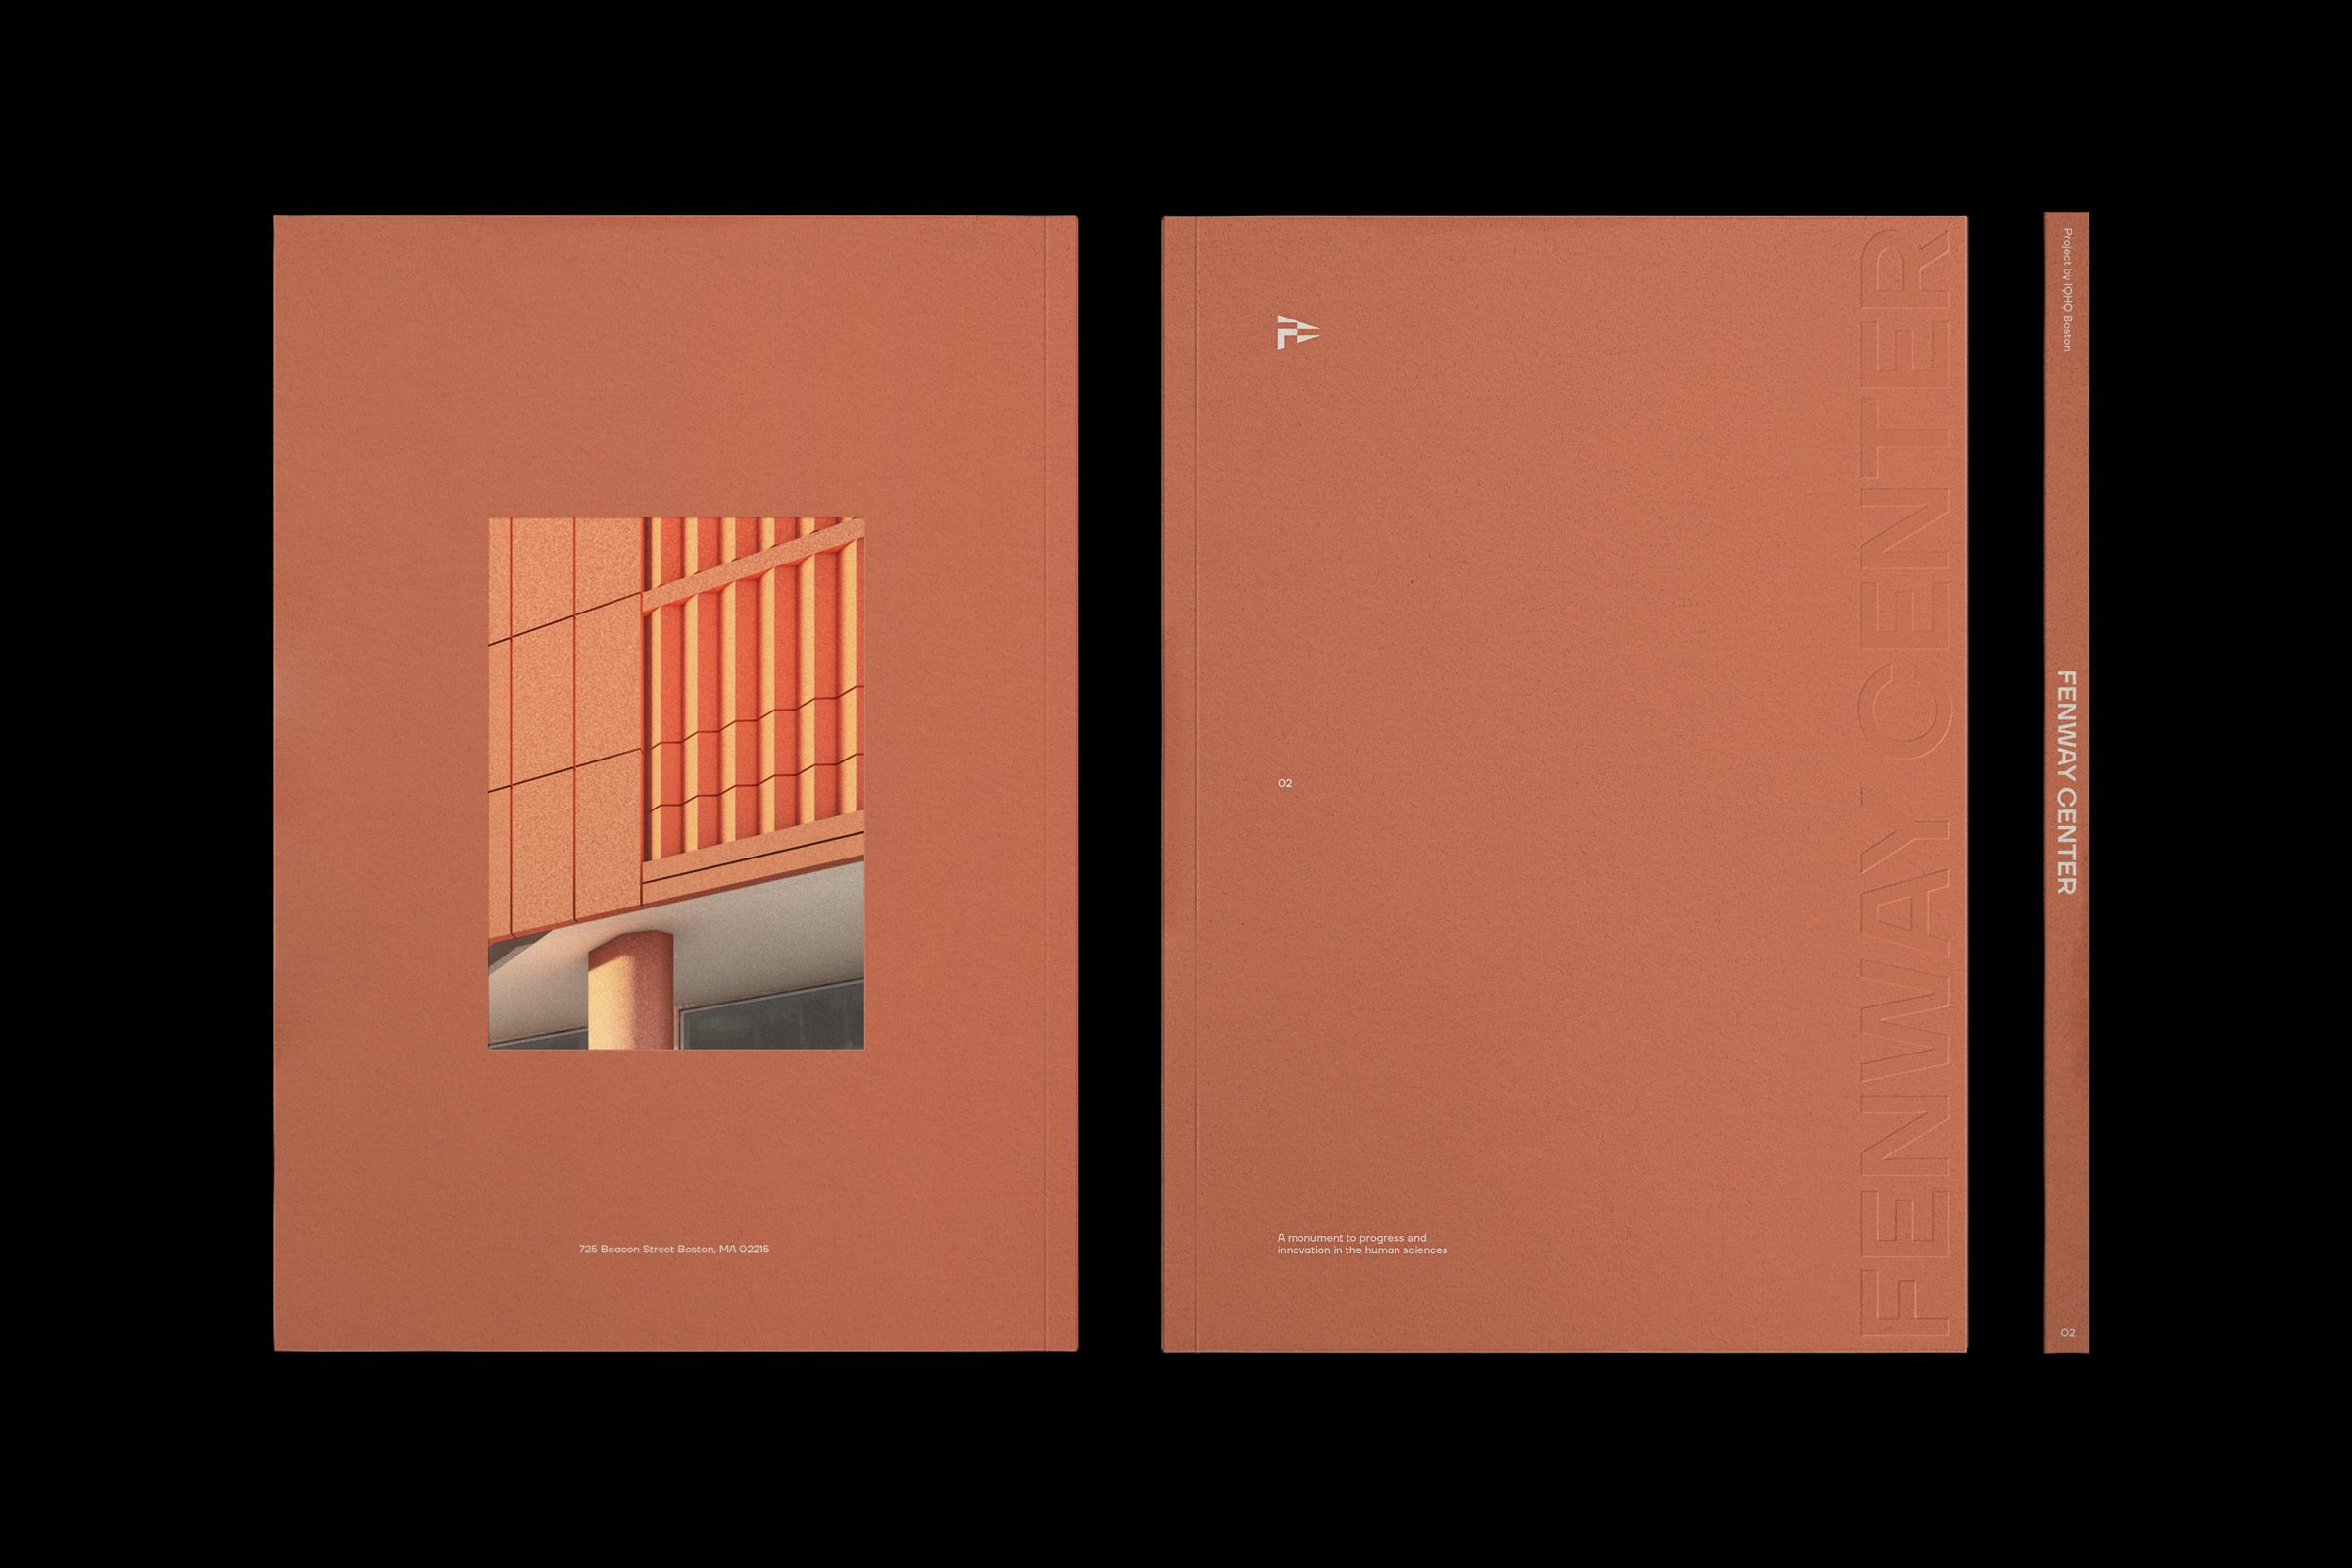 725 Beacon Street Boston, MA 02215
02
A monument to progress and
innovation in the human sciences
FENWAY CENTER
Project by IQHQ Boston
FENWAY CENTER
02